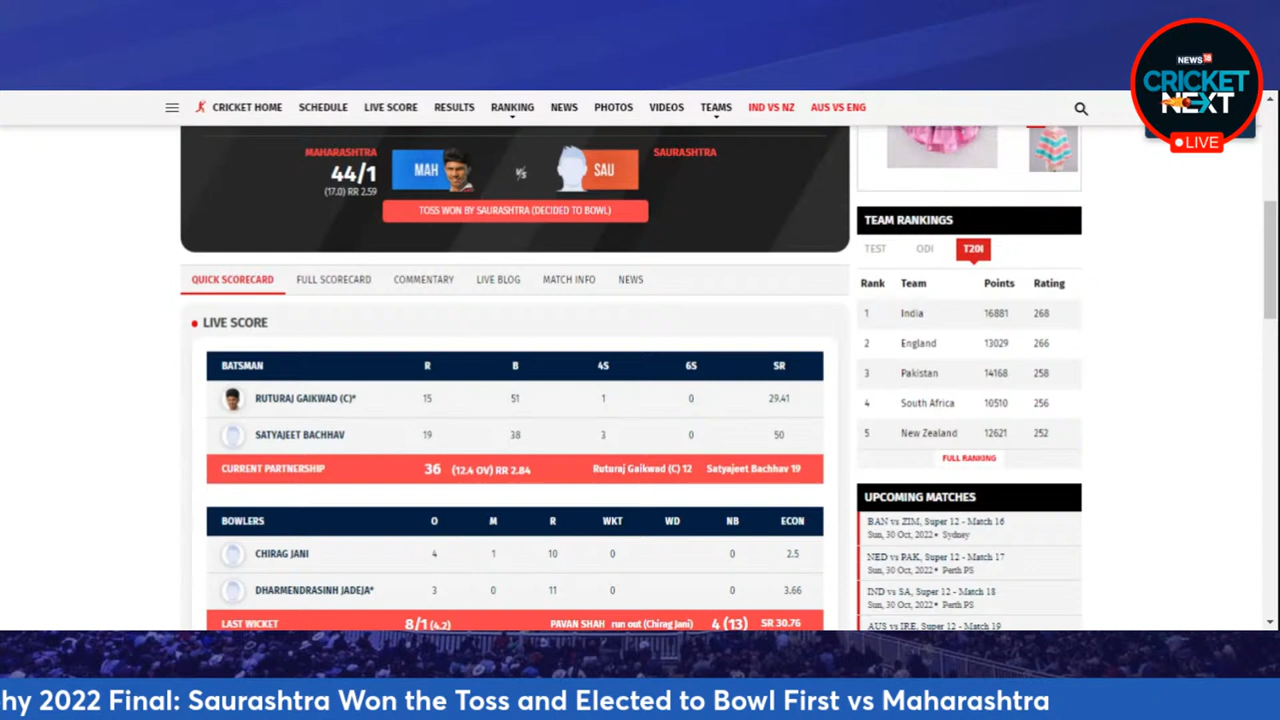 NEWS18
CRICKET
NEXT
LIVE
CRICKET HOME SCHEDULE LIVE SCORE RESULTS RANKING NEWS PHOTOS VIDEOS TEAMS IND VS NZ AUS VS ENG
MAHARASHTRA
44/1
(17.0) RR 2.59
MAH
V/S
SAU
SAURASHTRA
TOSS WON BY SAURASHTRA (DECIDED TO BOWL)
QUICK SCORECARD FULL SCORECARD COMMENTARY LIVE BLOG MATCH INFO NEWS
LIVE SCORE
BATSMAN R B 4S 6S SR
RUTURAJ GAIKWAD (C)* 15 51 1 0 29.41
SATYAJEET BACHHAV 19 38 3 0 50
CURRENT PARTNERSHIP 36 (12.4 OV) RR 2.84 Ruturaj Gaikwad (C) 12 Satyajeet Bachhav 19
BOWLERS O M R WKT WD NB ECON
CHIRAG JANI 4 1 10 0 0 2.5
DHARMENDRASINH JADEJA* 3 0 11 0 0 3.66
LAST WICKET 8/1 (4.2) PAVAN SHAH run out (Chirag Jani) 4 (13) SR 30.76
TEAM RANKINGS
TEST ODI T20I
Rank Team Points Rating
1 India 16881 268
2 England 13029 266
3 Pakistan 14168 258
4 South Africa 10510 256
5 New Zealand 12621 252
FULL RANKING
UPCOMING MATCHES
BAN vs ZIM, Super 12 - Match 16
Sun, 30 Oct, 2022• Sydney
NED vs PAK, Super 12 - Match 17
Sun, 30 Oct, 2022• Perth PS
IND vs SA, Super 12 - Match 18
Sun, 30 Oct, 2022• Perth PS
AUS vs IRE, Super 12 - Match 19
hy 2022 Final: Saurashtra Won the Toss and Elected to Bowl First vs Maharashtra